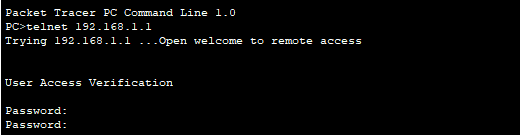 Packet Tracer PC Command Line 1.0
PC>telnet 192.168.1.1
Trying 192.168.1.1 ...Open welcome to remote access
User Access Verification
Password:
Password: